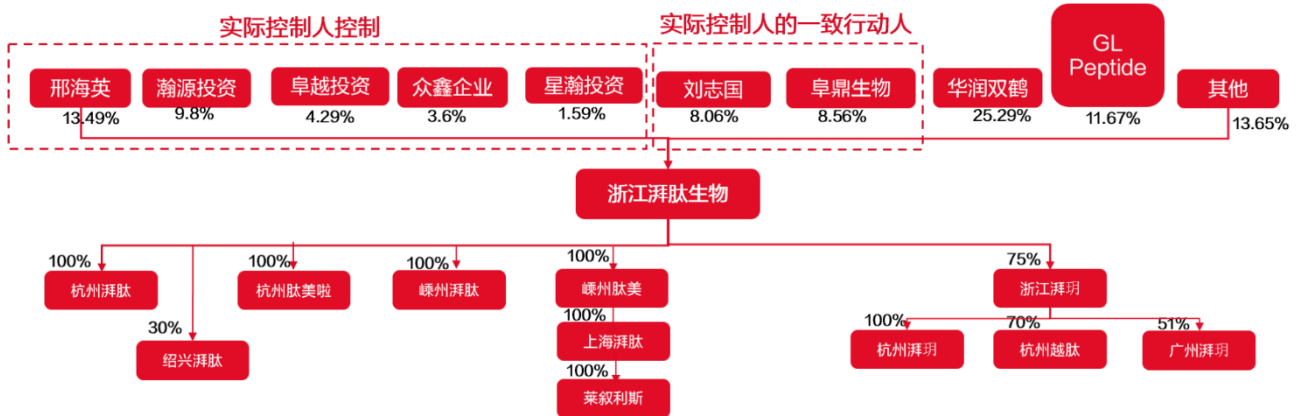 实际控制人控制
实际控制人的一致行动人
邢海英
13.49%
瀚源投资
9.8%
阜越投资
4.29%
众鑫企业
3.6%
星瀚投资
1.59%
刘志国
8.06%
阜鼎生物
8.56%
华润双鹤
25.29%
GL
Peptide
11.67%
其他
13.65%
浙江湃肽生物
100%
杭州湃肽
30%
绍兴湃肽
100%
杭州肽美啦
100%
嵊州湃肽
100%
嵊州肽美
100%
上海湃肽
100%
莱叙利斯
75%
浙江湃玥
100%
杭州湃玥
70%
杭州越肽
51%
广州湃玥